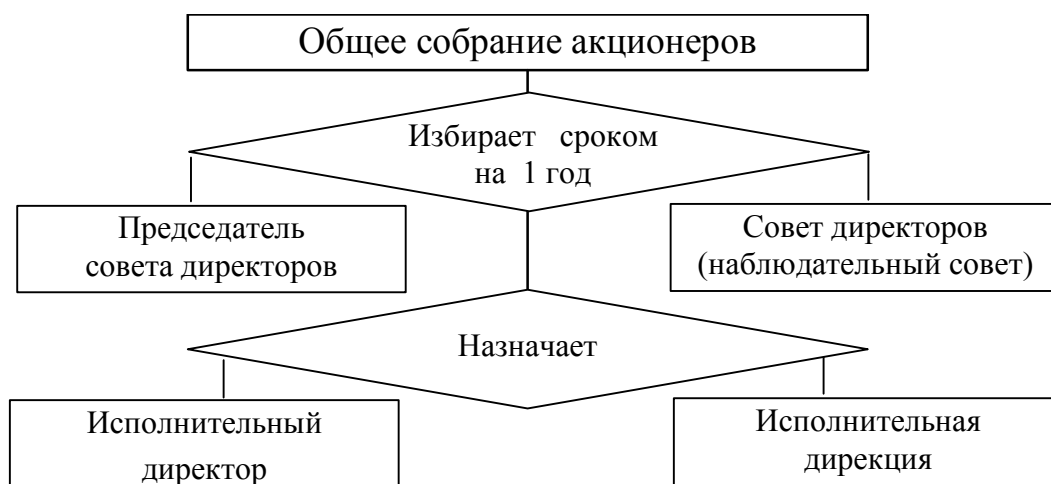 Общее собрание акционеров
Избирает сроком
на 1 год
Председатель
совета директоров
Совет директоров
(наблюдательный совет)
Назначает
Исполнительный
директор
Исполнительная
дирекция